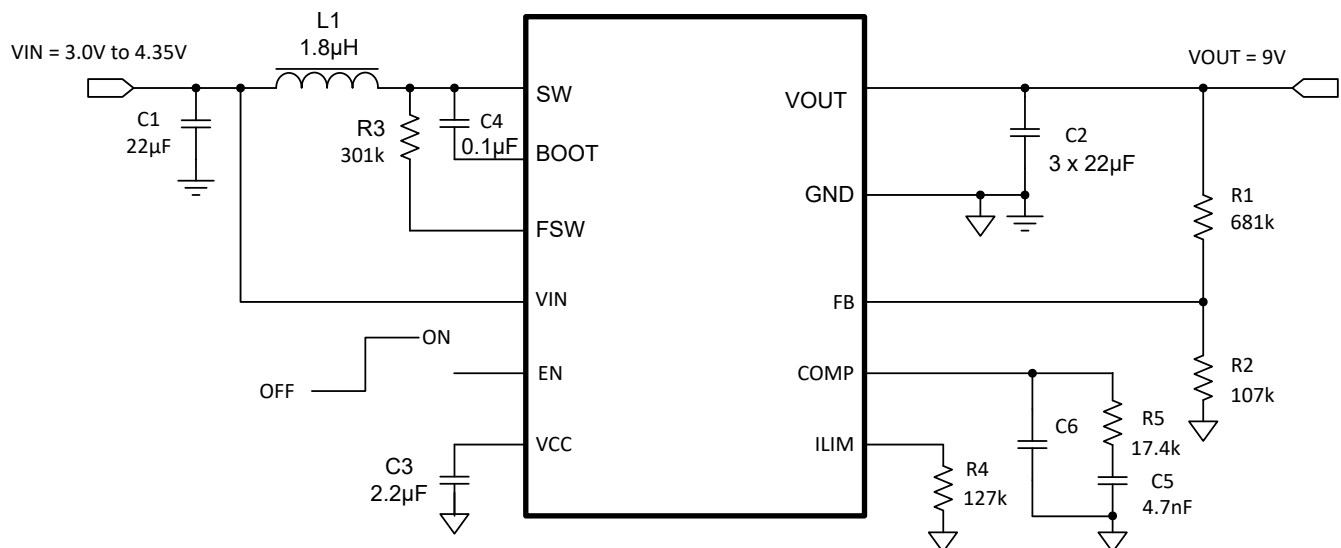 L1
1.8µH
VIN = 3.0V to 4.35V
VOUT = 9V
C1
22µF
R3
301k
C4
0.1µF
SW
BOOT
FSW
VIN
EN
VCC
ON
OFF
C3
2.2µF
VOUT
GND
FB
COMP
ILIM
C2
3 x 22µF
R1
681k
R2
107k
C6
R5
17.4k
C5
4.7nF
R4
127k